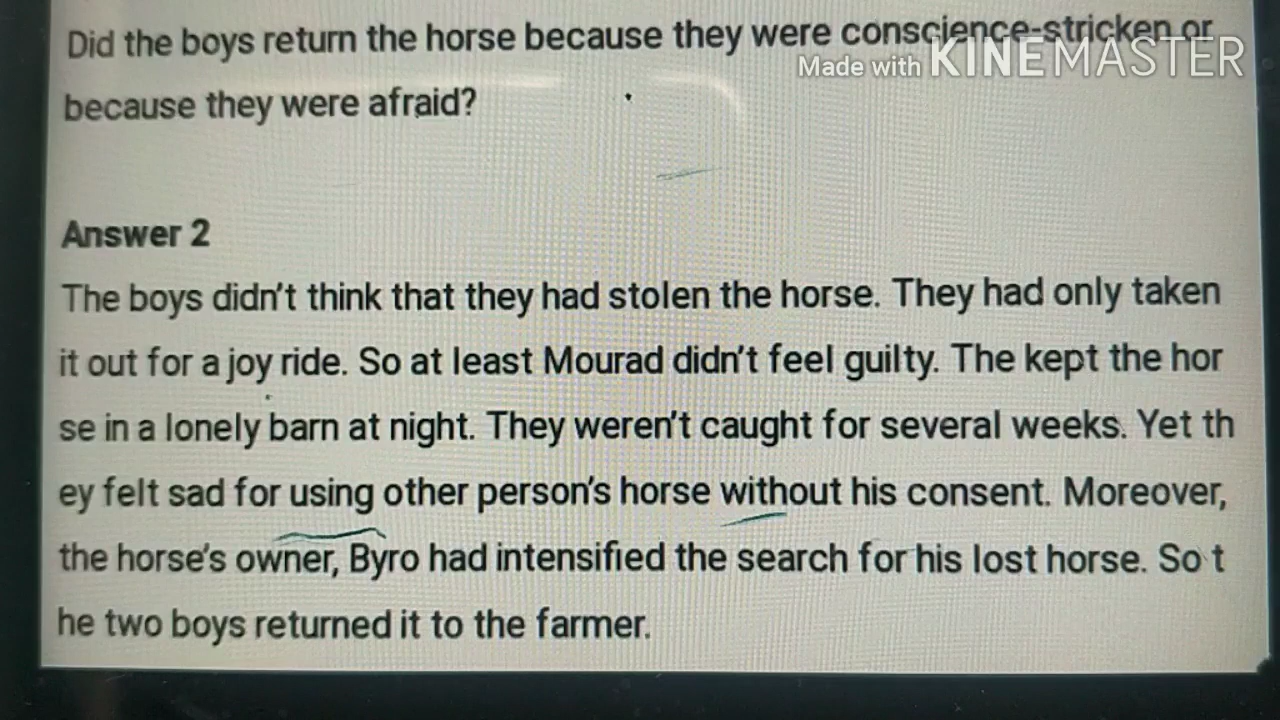 Did the boys return the horse because they were conscience-stricken or
Made with KINEMASTER
because they were afraid?
Answer 2
The boys didn't think that they had stolen the horse. They had only taken
it out for a joy ride. So at least Mourad didn't feel guilty. The kept the hor
se in a lonely barn at night. They weren't caught for several weeks. Yet th
ey felt sad for using other person's horse without his consent. Moreover,
the horse's owner, Byro had intensified the search for his lost horse. So t
he two boys returned it to the farmer.